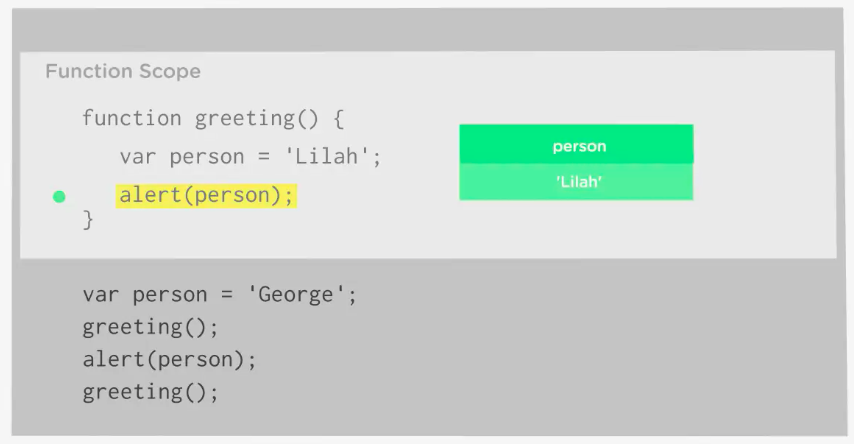 Function Scope
function greeting() {
var person = 'Lilah';
alert(person);
}
person
'Lilah'
var person = 'George';
greeting();
alert(person);
greeting();